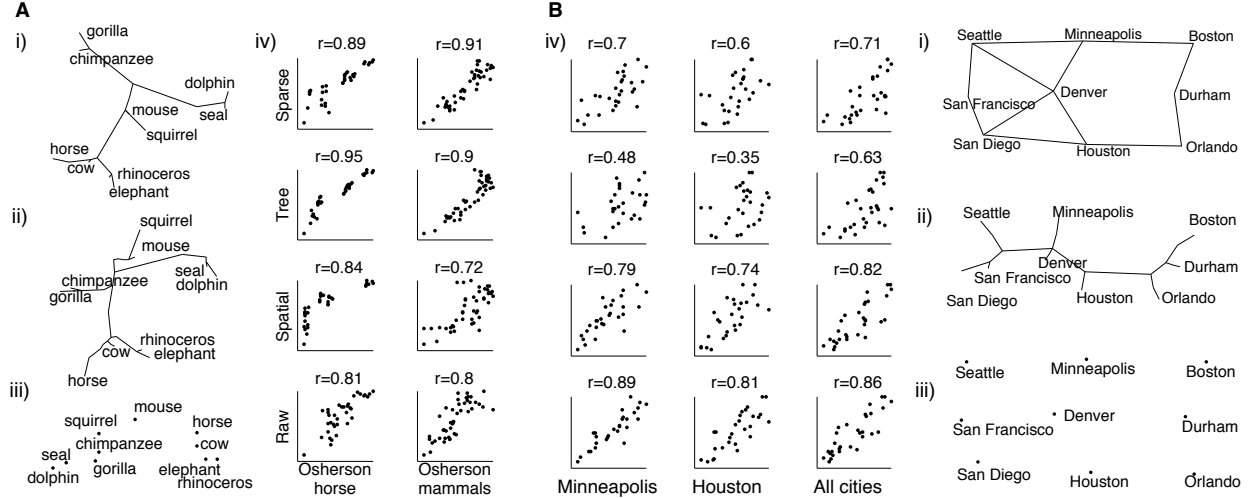 A
B
i)
gorilla
chimpanzee
dolphin
seal
mouse
squirrel
horse
cow
rhinoceros
elephant
ii)
squirrel
mouse
chimpanzee
gorilla
seal
dolphin
rhinoceros
cow
elephant
horse
iii)
mouse
squirrel
horse
chimpanzee
cow
seal
gorilla
elephant
dolphin
rhinoceros
iv)
r=0.89 r=0.91
Sparse
r=0.95 r=0.9
Tree
r=0.84 r=0.72
Spatial
r=0.81 r=0.8
Raw
Osherson Osherson
horse mammals
iv)
r=0.7 r=0.6 r=0.71
r=0.48 r=0.35 r=0.63
r=0.79 r=0.74 r=0.82
r=0.89 r=0.81 r=0.86
Minneapolis Houston All cities
i)
Seattle Minneapolis Boston
Denver
San Francisco Durham
San Diego Houston Orlando
ii)
Seattle Minneapolis Boston
Denver
San Francisco Durham
San Diego Houston Orlando
iii)
Seattle Minneapolis Boston
San Francisco Denver Durham
San Diego Houston Orlando